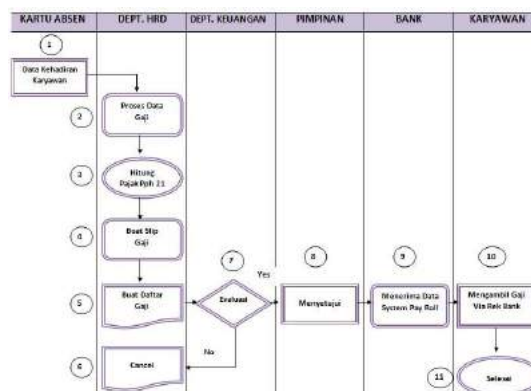 KARTU ABSEN
DEPT. HRD
DEPT. KEUANGAN
PIMPINAN
BANK
KARYAWAN
1
Data Kehadiran
Karyawan
2
Proses Data
Gaji
3
Hitung
Pajak Pph 21
4
Buat Slip
Gaji
5
Buat Daftar
Gaji
6
Cancel
7
Evaluasi
Yes
No
8
Menyetujui
9
Menerima Data
System Pay Roll
10
Mengambil Gaji
Via Rek Bank
11
Selesai